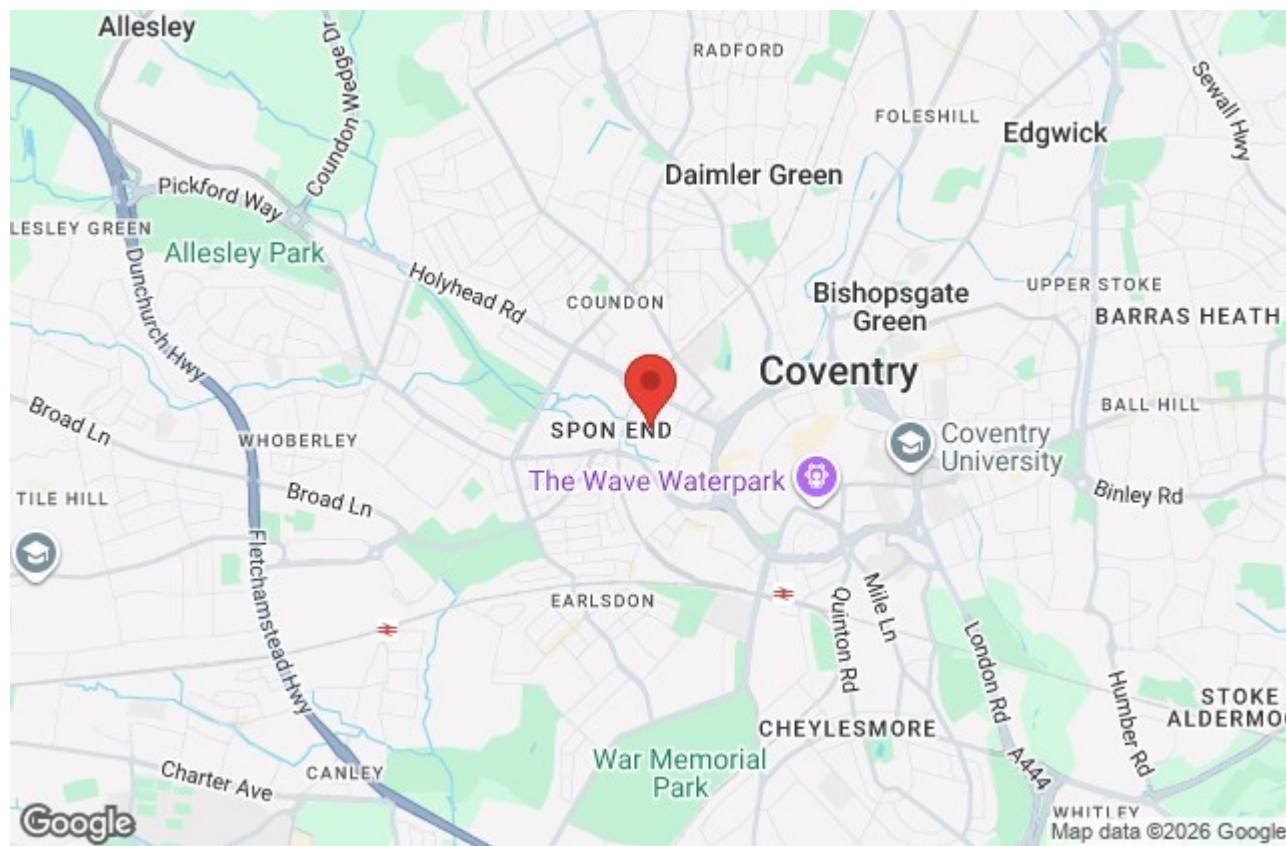 Allesley
Coundon Wedge Dr
RADFORD
Sewall Hwy
FOLESHILL
Edgwick
Daimler Green
Pickford Way
LESLEY GREEN
Allesley Park
Dunchurch Hwy
Holyhead Rd
COUNDON
Bishopsgate
Green
UPPER STOKE
BARRAS HEATH
Coventry
Broad Ln
WHOBERLEY
SPON END
BALL HILL
Coventry
University
The Wave Waterpark
Broad Ln
Binley Rd
TILE HILL
Fletchamstead Hwy
EARLSDON
Quinton Rd
Mile Ln
London Rd
Humber Rd
STOKE
ALDERMO
CHEYLESMORE
War Memorial
Park
A444
Charter Ave
CANLEY
WHITLEY
Google
Map data ©2026 Google